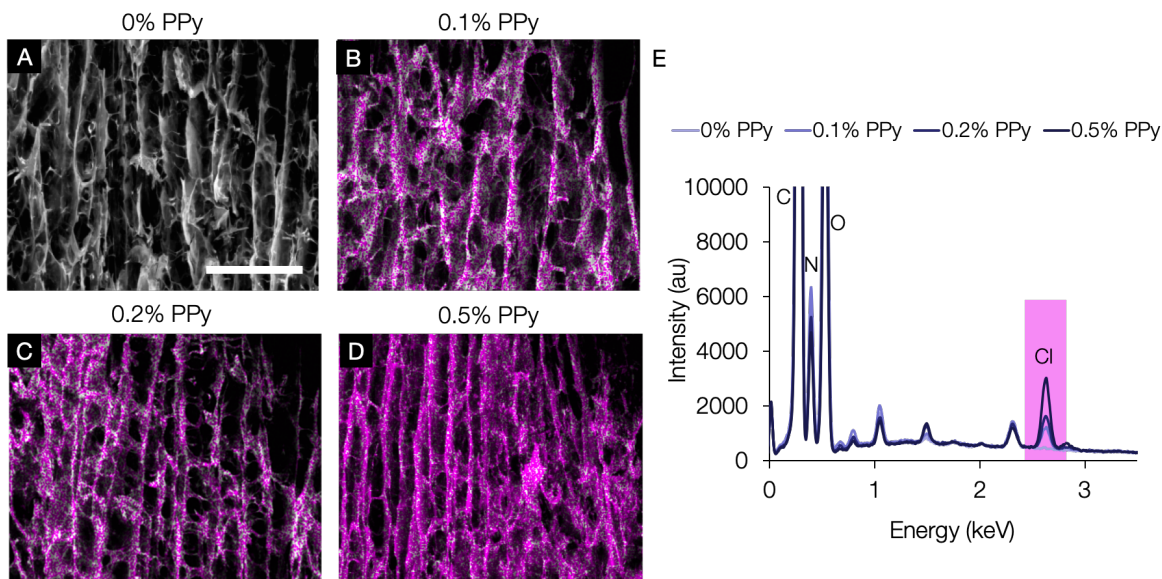 0% PPy
0.1% PPy
A
B
E
0% PPy
0.1% PPy
0.2% PPy
0.5% PPy
0.2% PPy
0.5% PPy
C
D
10000
8000
6000
4000
2000
0
Intensity (au)
C
O
N
Cl
0
1
2
3
Energy (keV)